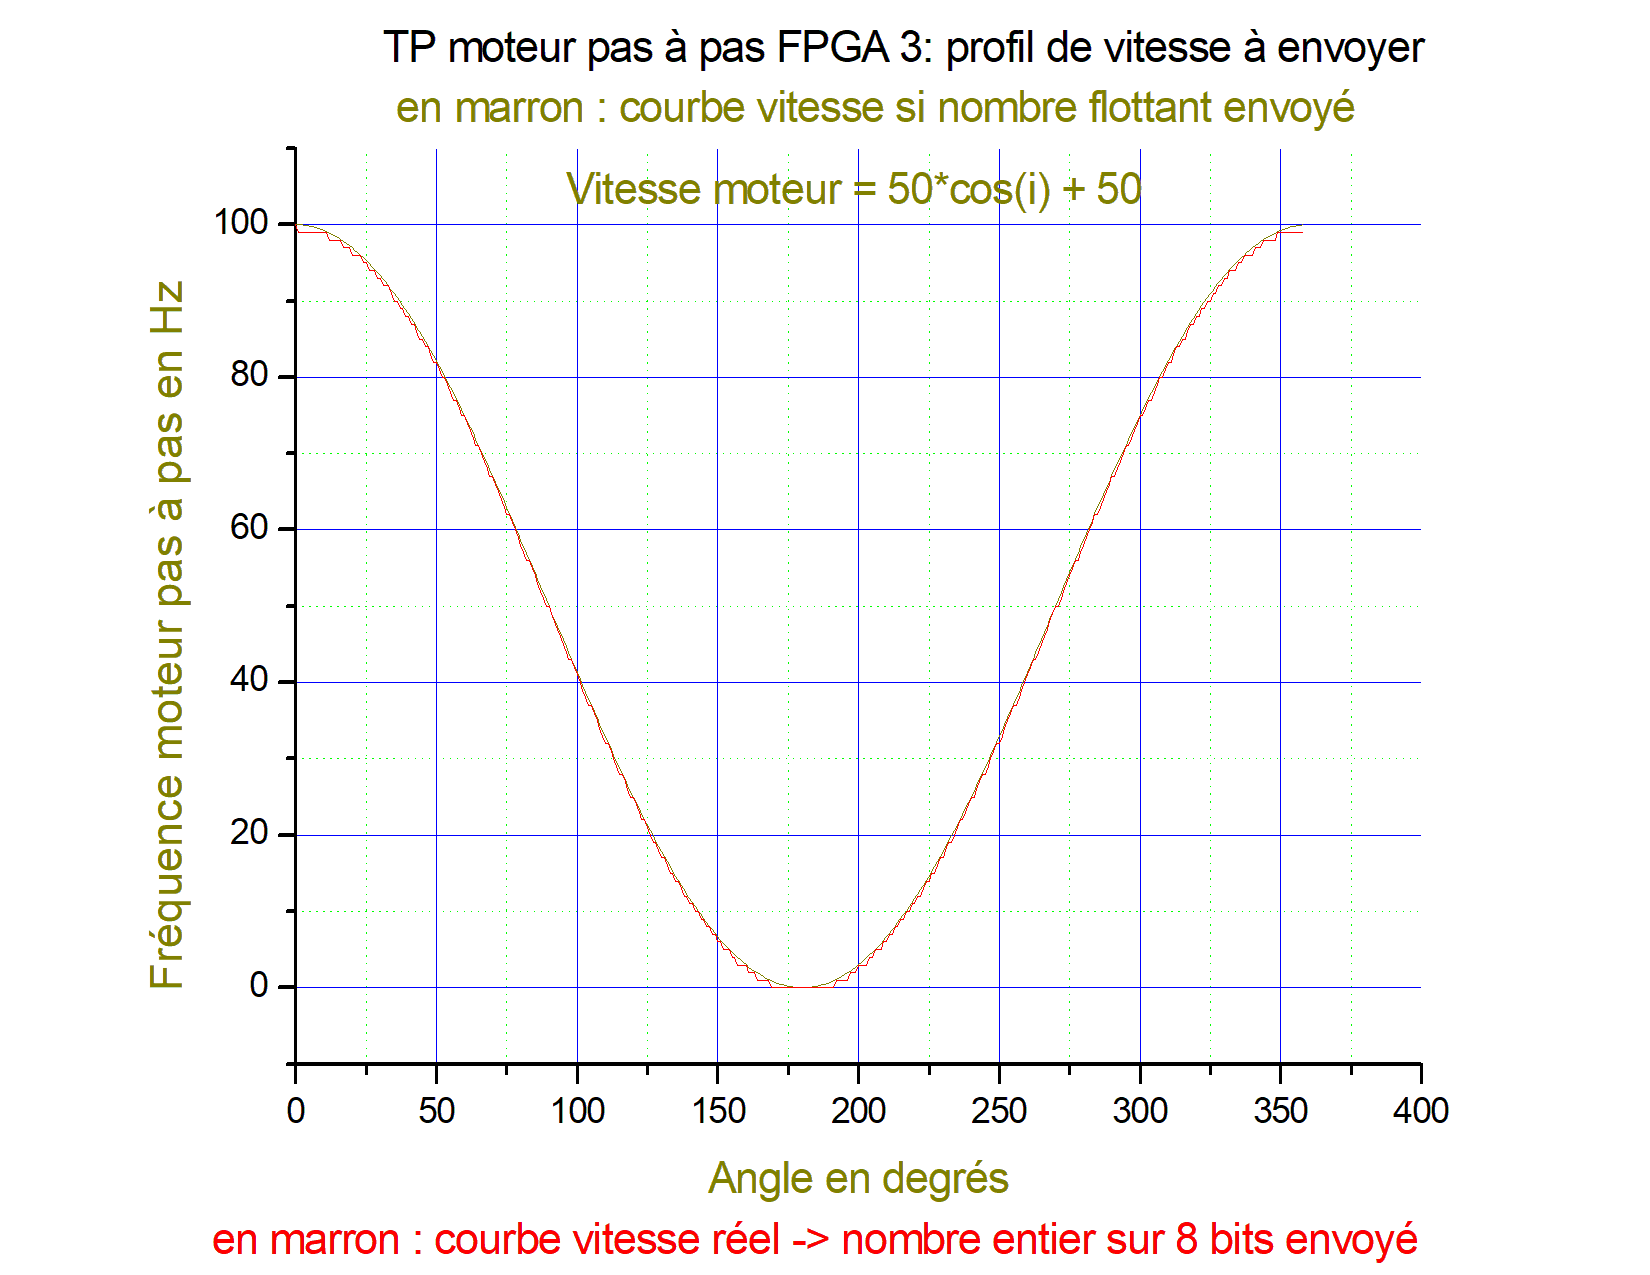 TP moteur pas à pas FPGA 3: profil de vitesse à envoyer
en marron : courbe vitesse si nombre flottant envoyé
Vitesse moteur = 50*cos(i) + 50
Fréquence moteur pas à pas en Hz
100
80
60
40
20
0
0 50 100 150 200 250 300 350 400
Angle en degrés
en marron : courbe vitesse réel -> nombre entier sur 8 bits envoyé